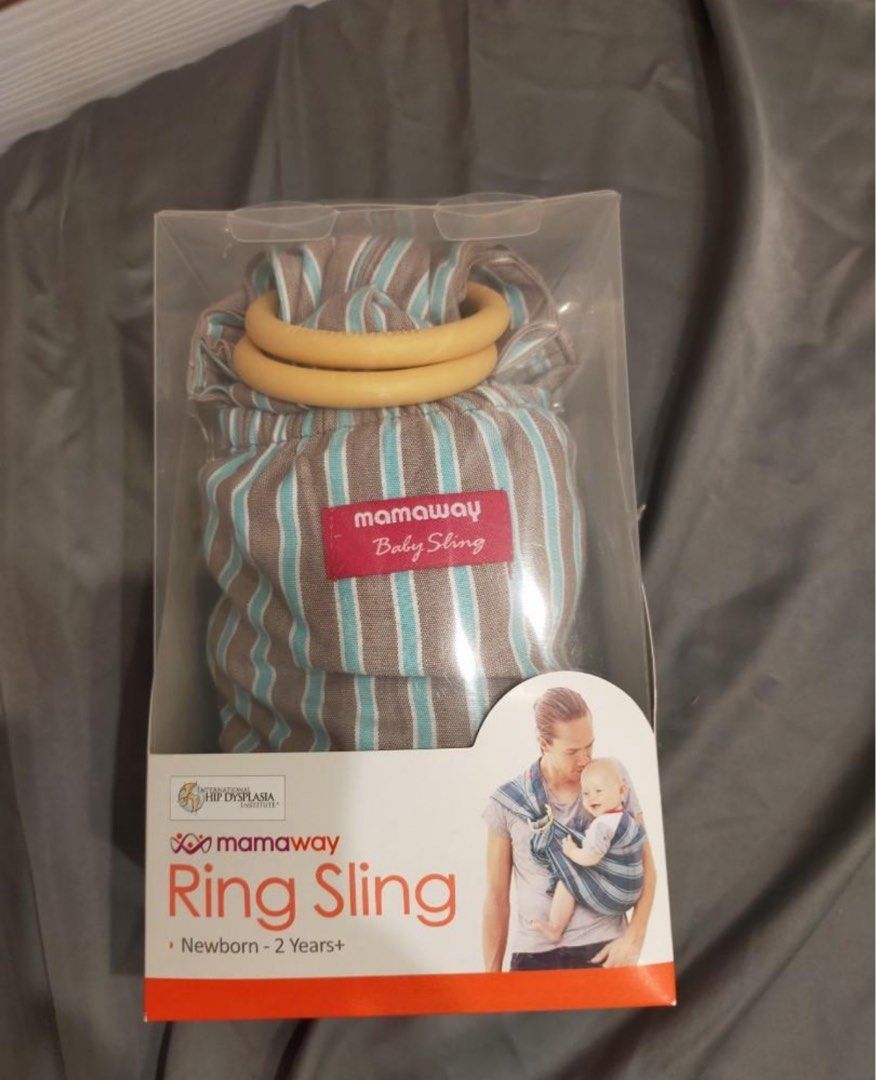 mamaway
Baby Sling
INTERNATIONAL
HIP DYSPLASIA
INSTITUTE
mamaway
Ring Sling
Newborn - 2 Years+